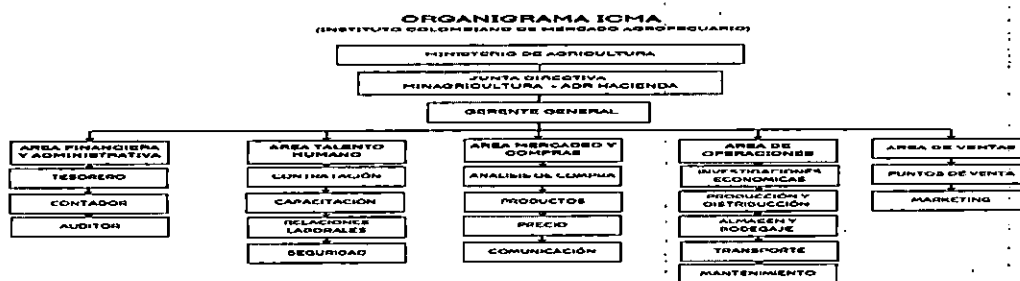 ORGANIGRAMA ICMA
(INSTITUTO COLOMBIANO DE MERCADO AGROPECUARIO)
MINISTERIO DE AGRICULTURA
JUNTA DIRECTIVA
MINAGRICULTURA - ADR HACIENDA
GERENTE GENERAL
AREA FINANCIERA
Y ADMINISTRATIVA
TESORERO
CONTADOR
AUDITOR
AREA TALENTO
HUMANO
CONTRATACIÓN
CAPACITACIÓN
RELACIONES
LABORALES
SEGURIDAD
AREA MERCADEO Y
COMPRAS
ANALISIS DE COMPRA
PRODUCTOS
PRECIO
COMUNICACIÓN
AREA DE
OPERACIONES
INVESTIGACIONES
ECONOMICAS
PRODUCCIÓN Y
DISTRIBUCCIÓN
ALMACEN Y
BODEGAJE
TRANSPORTE
MANTENIMIENTO
AREA DE VENTAS
PUNTOS DE VENTA
MARKETING